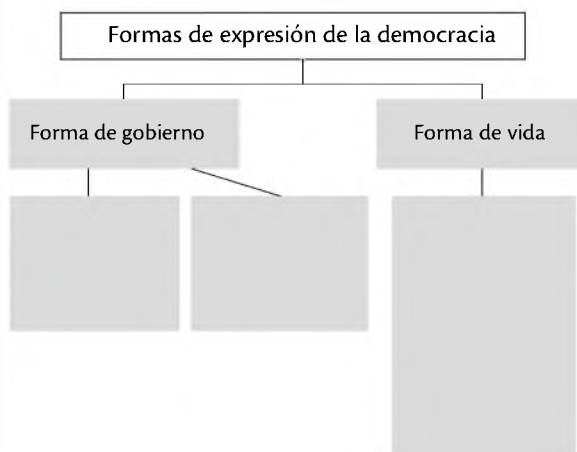 Formas de expresión de la democracia
Forma de gobierno
Forma de vida